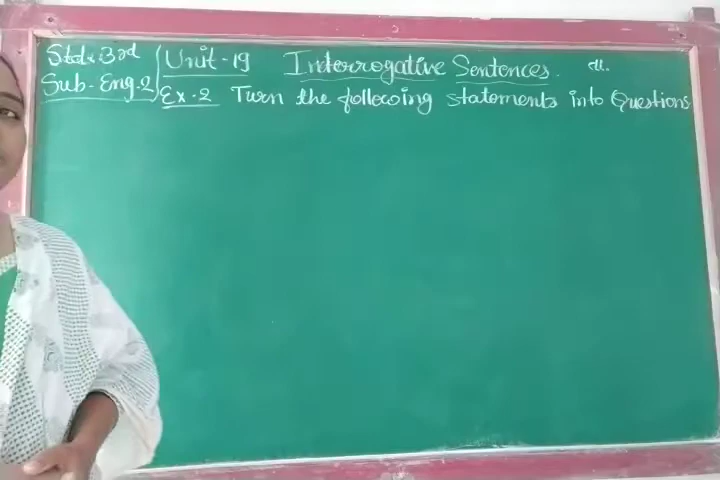 Std: 3rd
Sub- Eng-2
Unit-19 Interrogative Sentences.
Ex-2 Turn the following statements into Questions